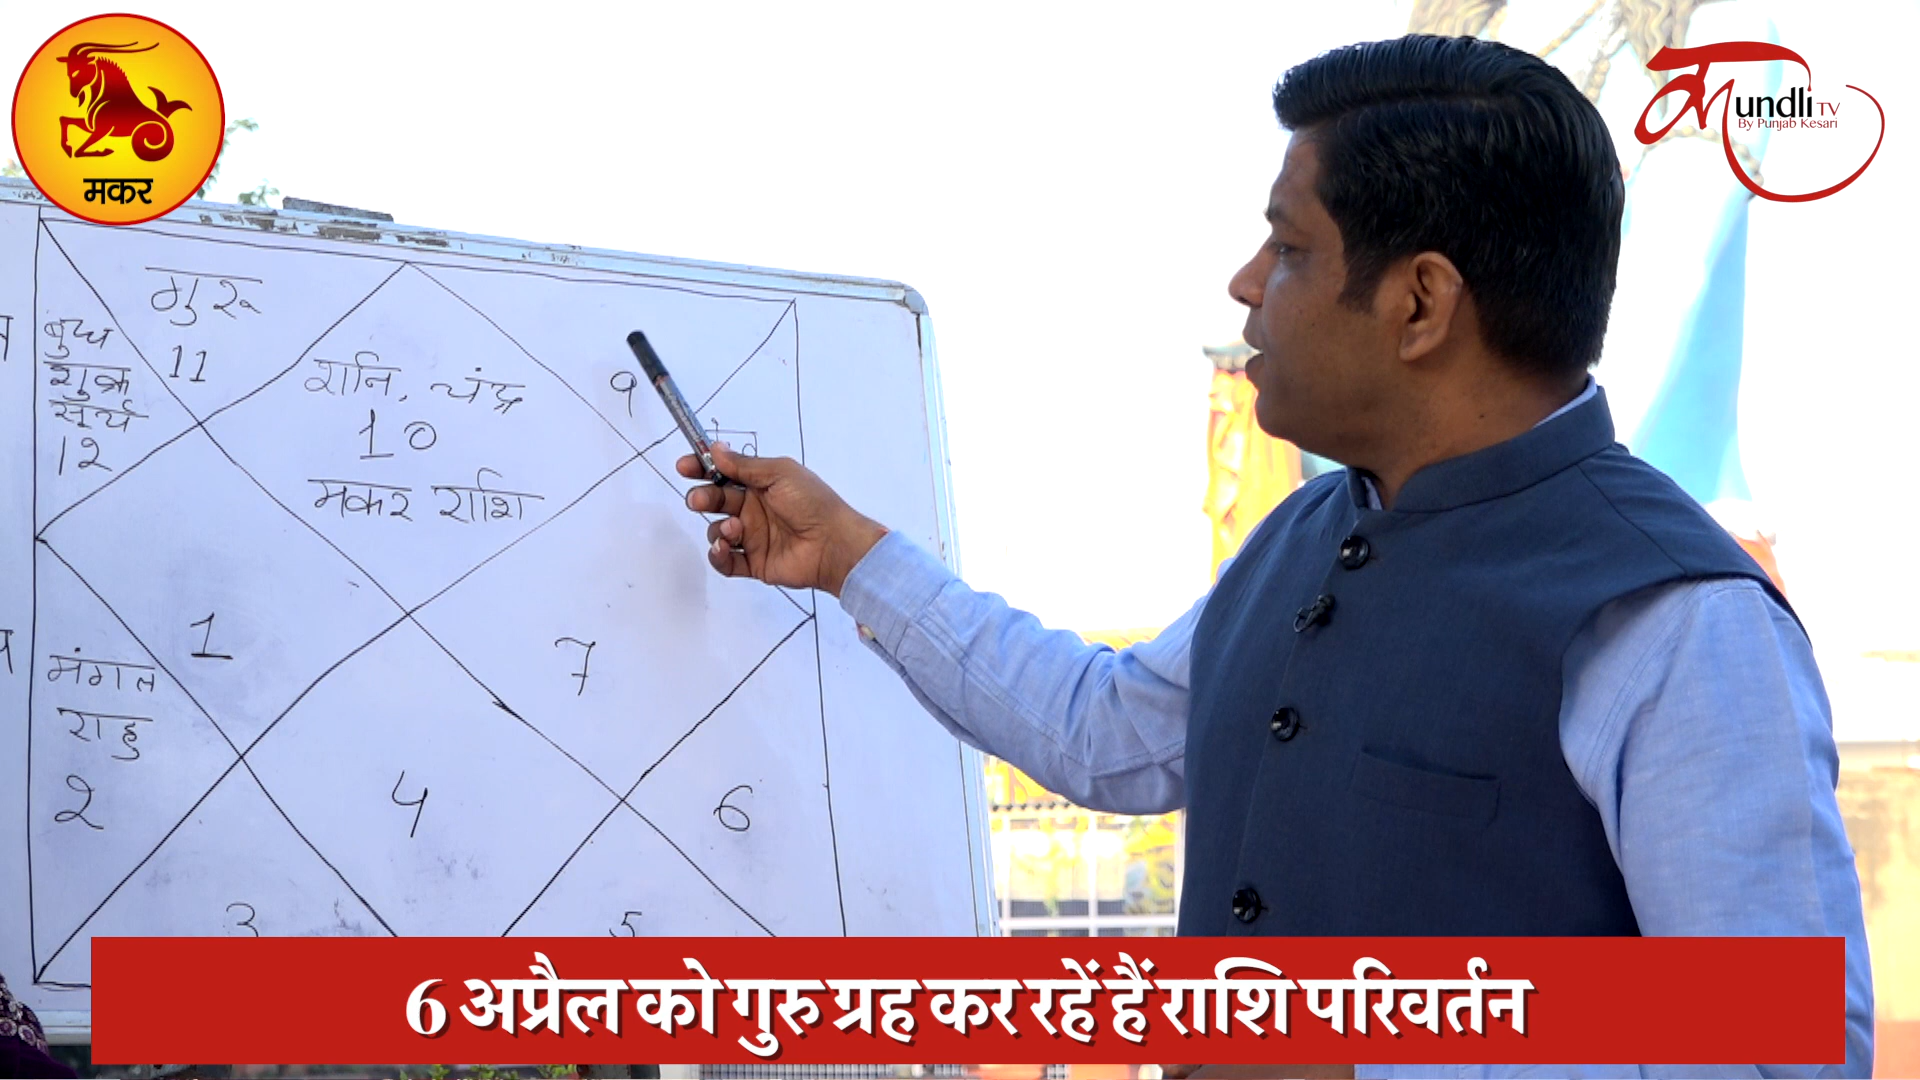 मकर
Kundli TV
By Punjab Kesari
गुरू
11
बुध
शुक्र
सूर्य
12
शनि, चंद्र
10
मकर राशि
9
1
7
मंगल
राहु
2
4
6
3
5
6 अप्रैल को गुरु ग्रह कर रहें हैं राशि परिवर्तन